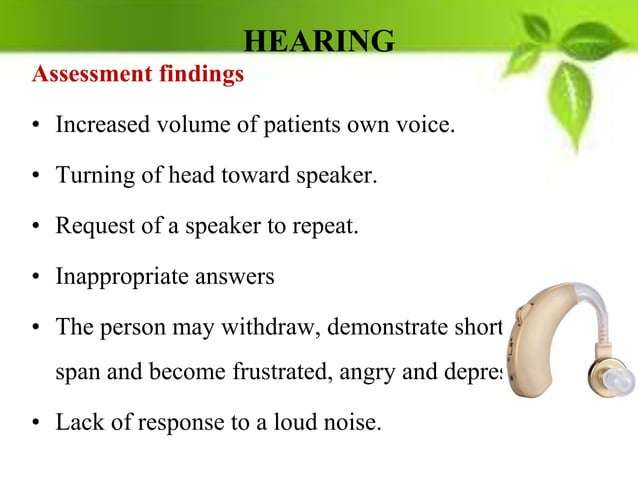 HEARING
Assessment findings
• Increased volume of patients own voice.
• Turning of head toward speaker.
• Request of a speaker to repeat.
• Inappropriate answers
• The person may withdraw, demonstrate short
span and become frustrated, angry and
• Lack of response to a loud noise.